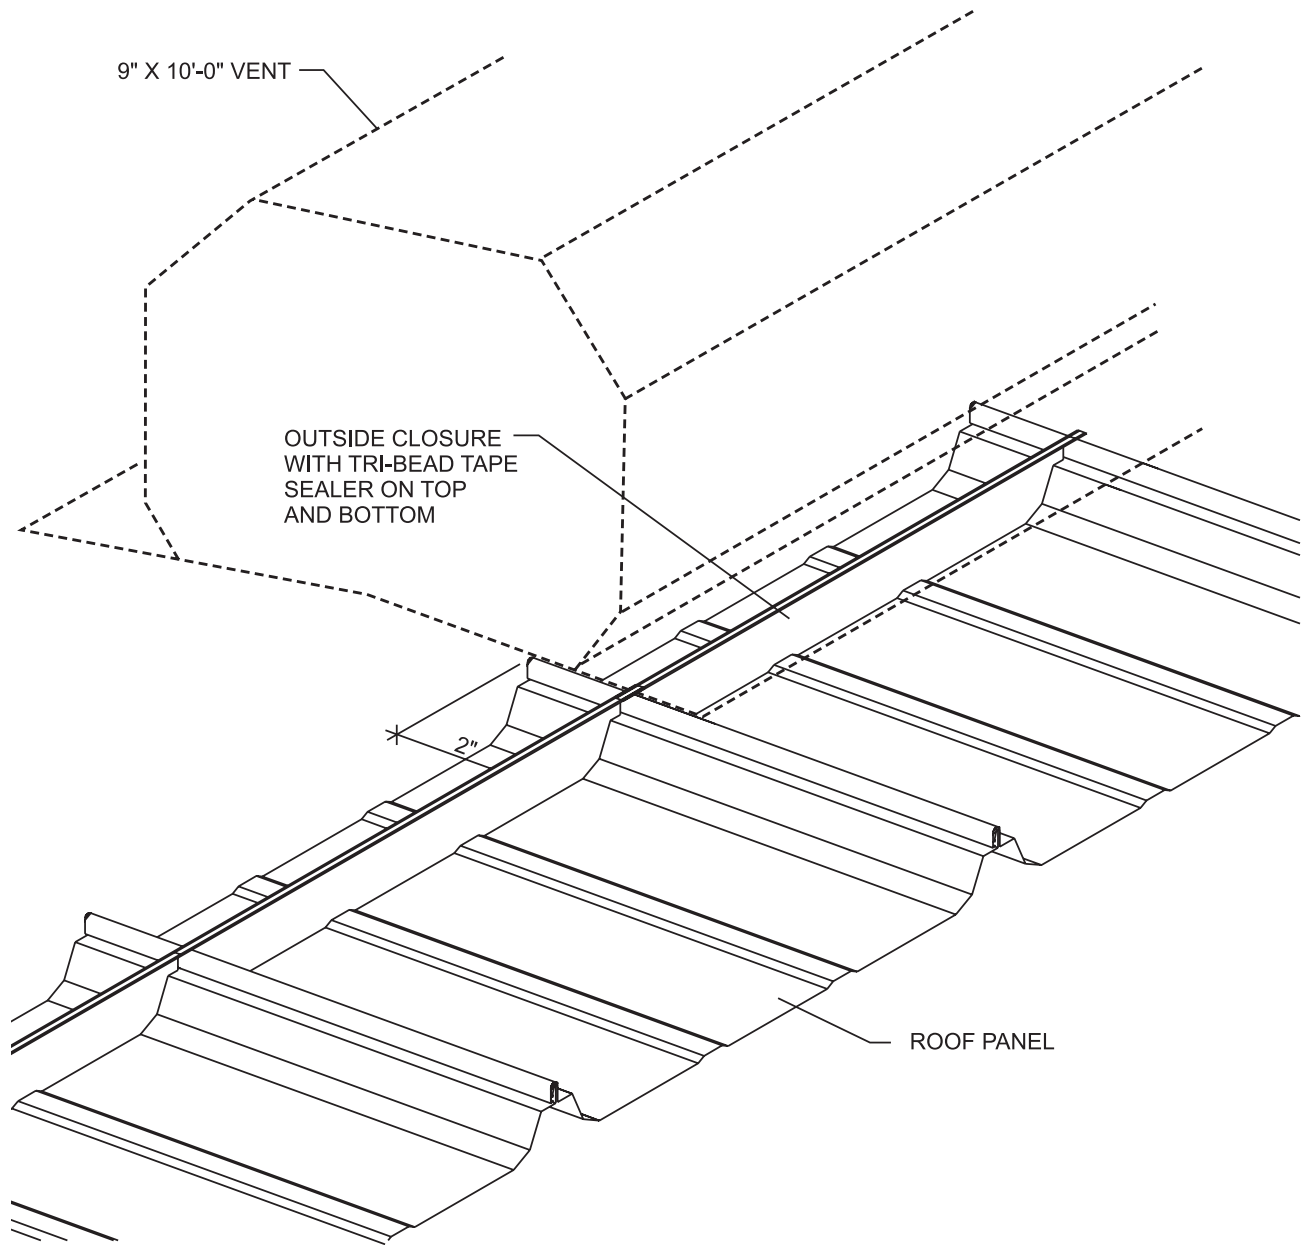 9" X 10'-0" VENT
OUTSIDE CLOSURE
WITH TRI-BEAD TAPE
SEALER ON TOP
AND BOTTOM
2"
ROOF PANEL